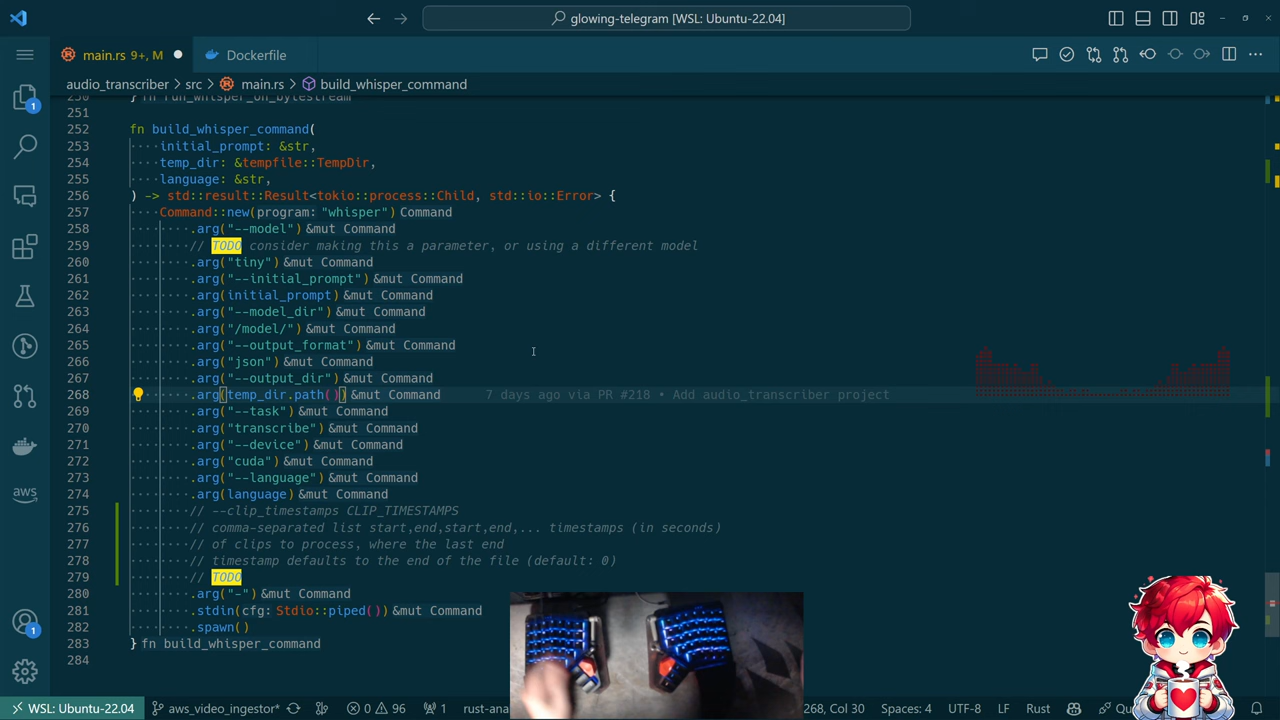 glowing-telegram [WSL: Ubuntu-22.04]
main.rs 9+, M
Dockerfile
audio_transcriber > src > main.rs > build_whisper_command
250 } fn run_whisper_on_bytestream
251
252 fn build_whisper_command(
253 initial_prompt: &str,
254 temp_dir: &tempfile::TempDir,
255 language: &str,
256 ) -> std::result::Result<tokio::process::Child, std::io::Error> {
257 Command::new(program: "whisper") Command
258 .arg("--model") &mut Command
259 // TODO consider making this a parameter, or using a different model
260 .arg("tiny") &mut Command
261 .arg("--initial_prompt") &mut Command
262 .arg(initial_prompt) &mut Command
263 .arg("--model_dir") &mut Command
264 .arg("/model/") &mut Command
265 .arg("--output_format") &mut Command
266 .arg("json") &mut Command
267 .arg("--output_dir") &mut Command
268 .arg(temp_dir.path()) &mut Command 7 days ago via PR #218 • Add audio_transcriber project
269 .arg("--task") &mut Command
270 .arg("transcribe") &mut Command
271 .arg("--device") &mut Command
272 .arg("cuda") &mut Command
273 .arg("--language") &mut Command
274 .arg(language) &mut Command
275 // --clip_timestamps CLIP_TIMESTAMPS
276 // comma-separated list start,end,start,end,... timestamps (in seconds)
277 // of clips to process, where the last end
278 // timestamp defaults to the end of the file (default: 0)
279 // TODO
280 .arg("-") &mut Command
281 .stdin(cfg: Stdio::piped()) &mut Command
282 .spawn()
283 } fn build_whisper_command
284
1
aws
1
WSL: Ubuntu-22.04 aws_video_ingestor* 0 96 1 rust-ana 268, Col 30 Spaces: 4 UTF-8 LF Rust Going Live